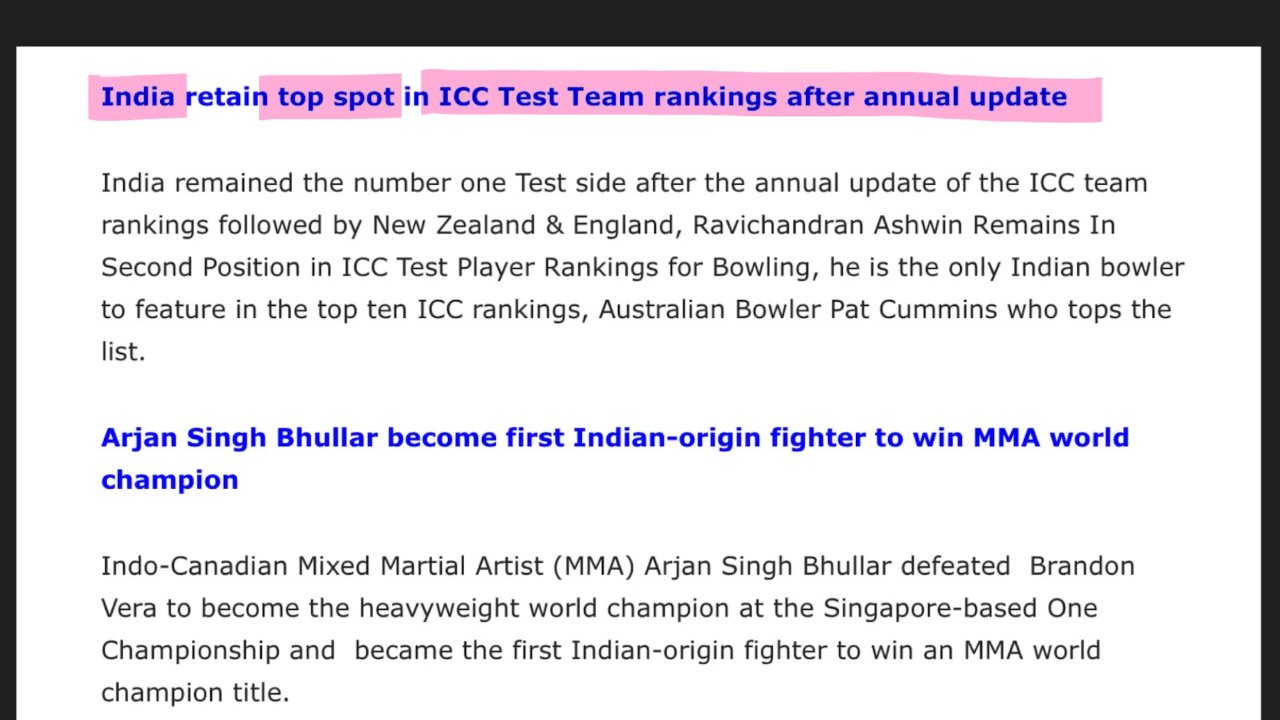 India retain top spot in ICC Test Team rankings after annual update
India remained the number one Test side after the annual update of the ICC team
rankings followed by New Zealand & England, Ravichandran Ashwin Remains In
Second Position in ICC Test Player Rankings for Bowling, he is the only Indian bowler
to feature in the top ten ICC rankings, Australian Bowler Pat Cummins who tops the
list.
Arjan Singh Bhullar become first Indian-origin fighter to win MMA world
champion
Indo-Canadian Mixed Martial Artist (MMA) Arjan Singh Bhullar defeated  Brandon
Vera to become the heavyweight world champion at the Singapore-based One
Championship and  became the first Indian-origin fighter to win an MMA world
champion title.